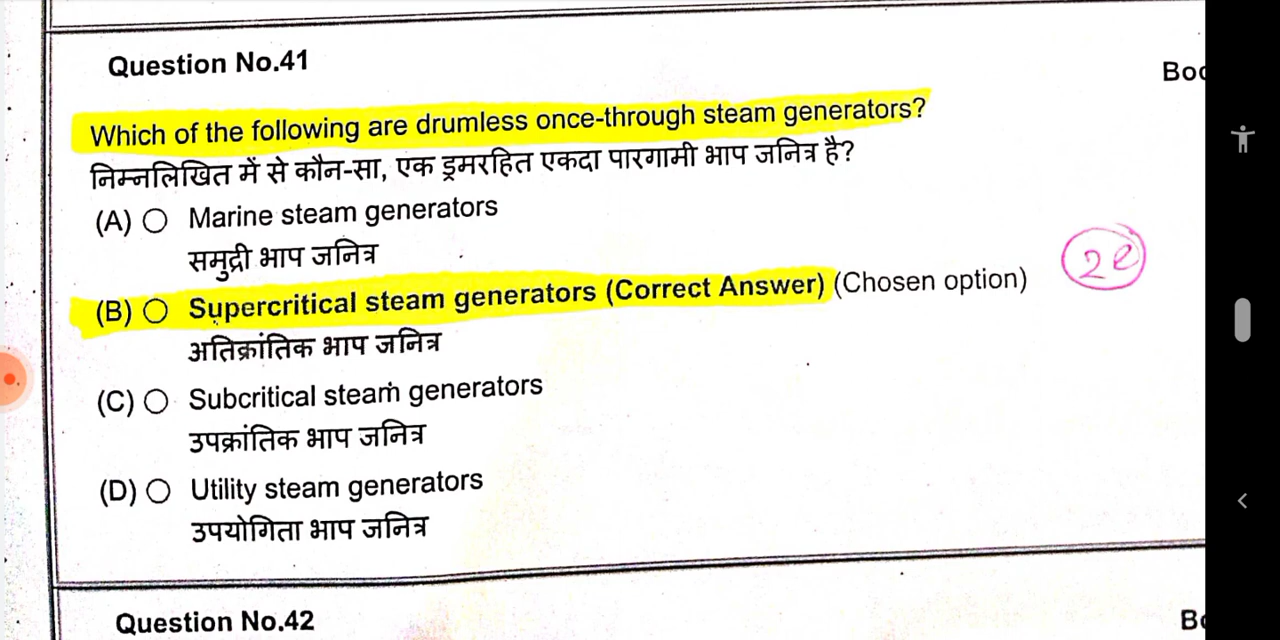 Question No.41
Boo
Which of the following are drumless once-through steam generators?
निम्नलिखित में से कौन-सा, एक ड्रमरहित एकदा पारगामी भाप जनित्र है?
(A) Marine steam generators
समुद्री भाप जनित्र
(B) Supercritical steam generators (Correct Answer) (Chosen option)
अतिक्रांतिक भाप जनित्र
(C) Subcritical steam generators
उपक्रांतिक भाप जनित्र
(D) Utility steam generators
उपयोगिता भाप जनित्र
Question No.42